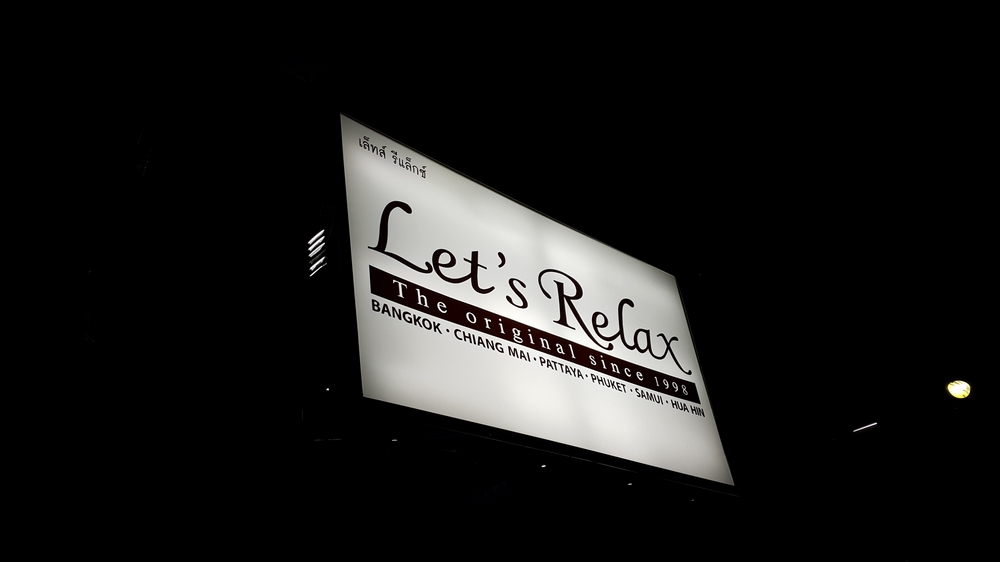 เล็ทส์ รีแล็กซ์
Let's Relax
The original since 1998
BANGKOK • CHIANG MAI • PATTAYA • PHUKET • SAMUI • HUA HIN